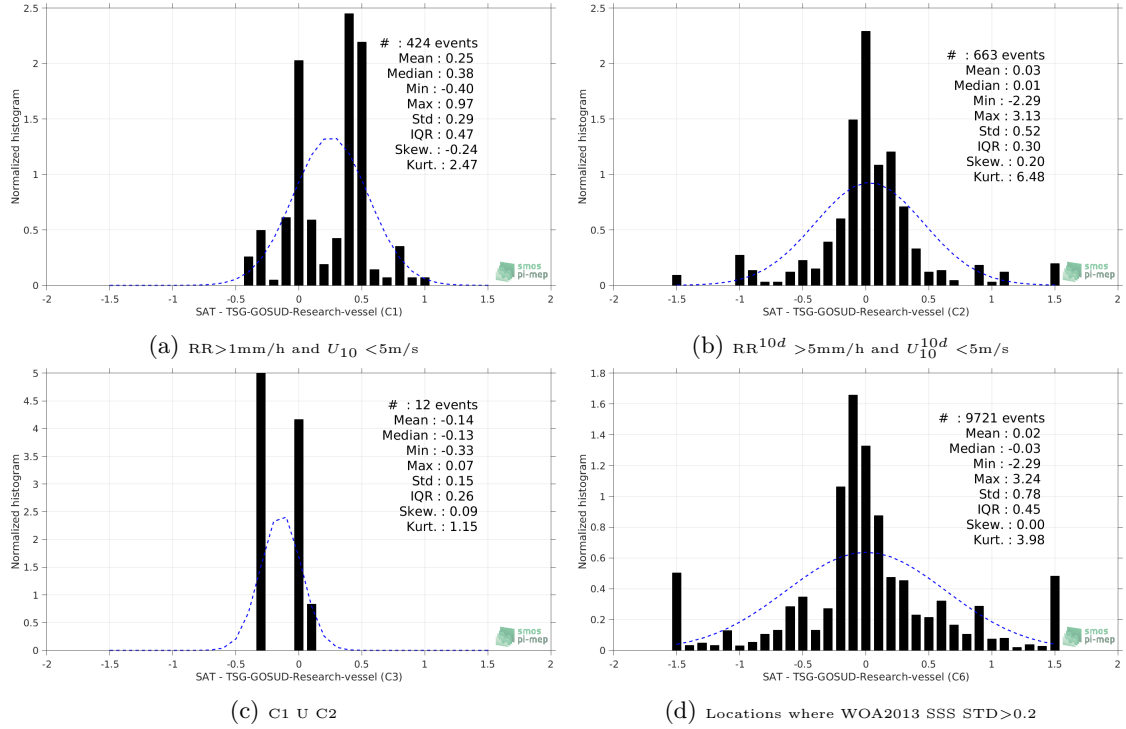 2.5
2
1.5
1
0.5
0
-2
-1.5
-1
-0.5
0
0.5
1
1.5
2
Normalized histogram
SAT - TSG-GOSUD-Research-vessel (C1)
# : 424 events
Mean : 0.25
Median : 0.38
Min : -0.40
Max : 0.97
Std : 0.29
IQR : 0.47
Skew. : -0.24
Kurt. : 2.47
smos
pi-mep
(a) RR>1mm/h and U10 <5m/s
2.5
2
1.5
1
0.5
0
-2
-1.5
-1
-0.5
0
0.5
1
1.5
2
Normalized histogram
SAT - TSG-GOSUD-Research-vessel (C2)
# : 663 events
Mean : 0.03
Median : 0.01
Min : -2.29
Max : 3.13
Std : 0.52
IQR : 0.30
Skew. : 0.20
Kurt. : 6.48
smos
pi-mep
(b) RR^10d >5mm/h and U10^10d <5m/s
5
4.5
4
3.5
3
2.5
2
1.5
1
0.5
0
-2
-1.5
-1
-0.5
0
0.5
1
1.5
2
Normalized histogram
SAT - TSG-GOSUD-Research-vessel (C3)
# : 12 events
Mean : -0.14
Median : -0.13
Min : -0.33
Max : 0.07
Std : 0.15
IQR : 0.26
Skew. : 0.09
Kurt. : 1.15
smos
pi-mep
(c) C1 U C2
1.8
1.6
1.4
1.2
1
0.8
0.6
0.4
0.2
0
-2
-1.5
-1
-0.5
0
0.5
1
1.5
2
Normalized histogram
SAT - TSG-GOSUD-Research-vessel (C6)
# : 9721 events
Mean : 0.02
Median : -0.03
Min : -2.29
Max : 3.24
Std : 0.78
IQR : 0.45
Skew. : 0.00
Kurt. : 3.98
smos
pi-mep
(d) Locations where WOA2013 SSS STD>0.2